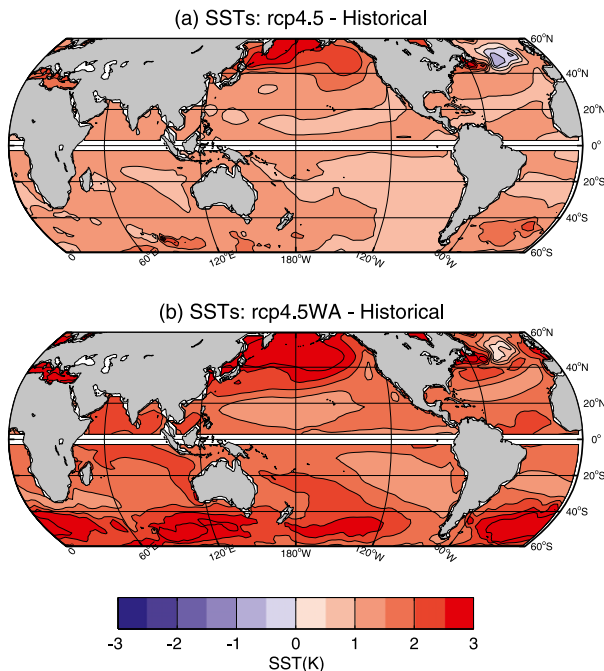 (a) SSTs: rcp4.5 - Historical
60°N
40°N
20°N
0°
20°S
40°S
60°S
0 60°E 120°E 180°W 120°W 60°W
(b) SSTs: rcp4.5WA - Historical
60°N
40°N
20°N
0°
20°S
40°S
60°S
0 60°E 120°E 180°W 120°W 60°W
-3 -2 -1 0 1 2 3
SST(K)